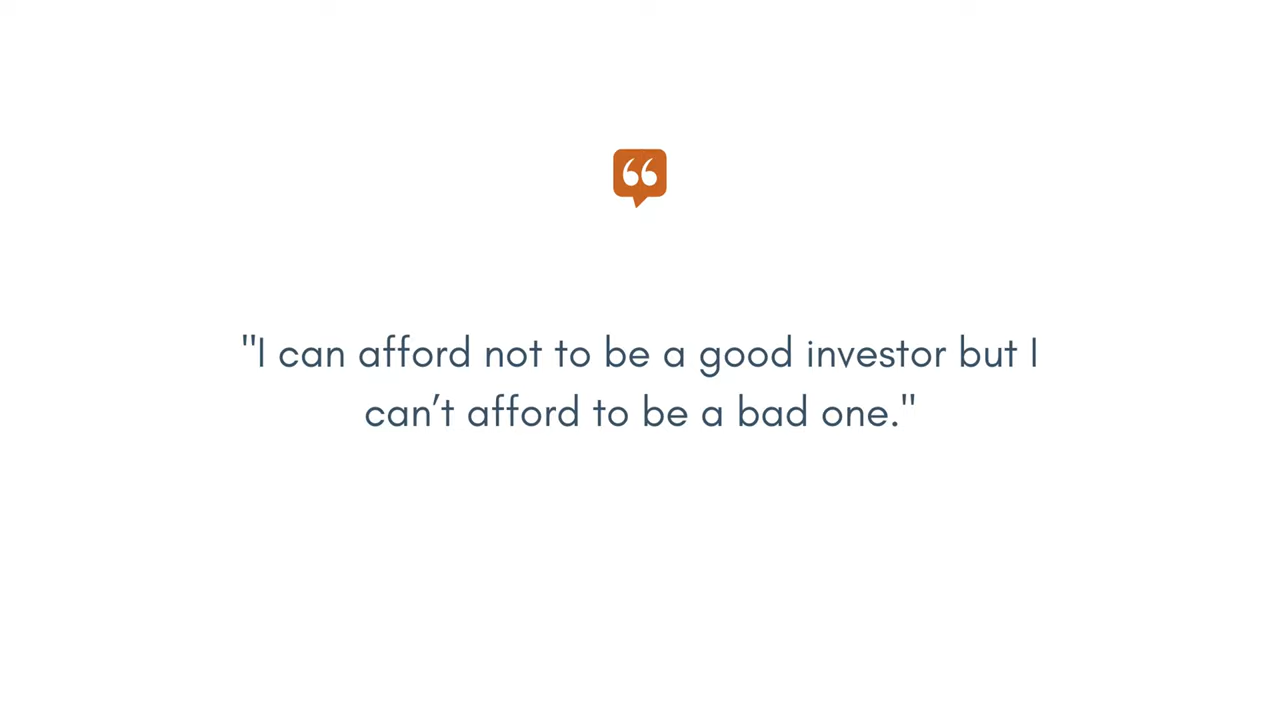 "I can afford not to be a good investor but I
can’t afford to be a bad one."